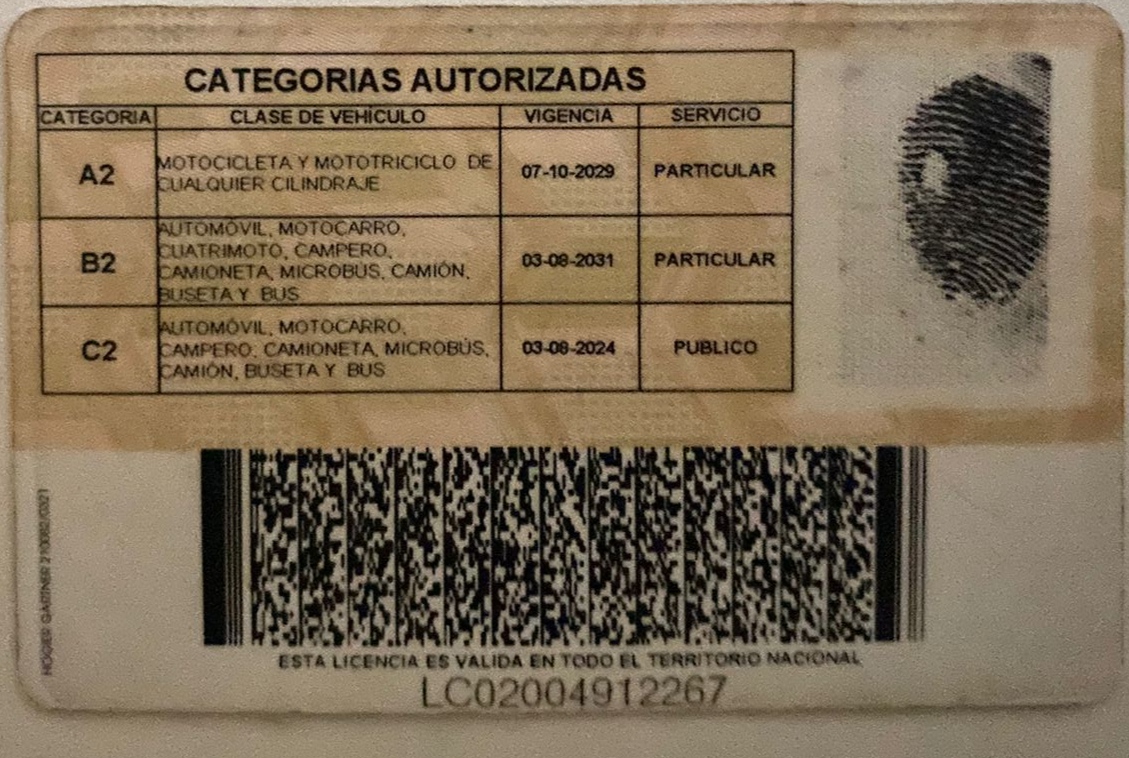 CATEGORIAS AUTORIZADAS
CATEGORIA CLASE DE VEHÍCULO VIGENCIA SERVICIO
A2 MOTOCICLETA Y MOTOTRICICLO DE CUALQUIER CILINDRAJE 07-10-2029 PARTICULAR
B2 AUTOMÓVIL, MOTOCARRO, CUATRIMOTO, CAMPERO, CAMIONETA, MICROBÚS, CAMIÓN, BUSETA Y BUS 03-08-2031 PARTICULAR
C2 AUTOMÓVIL, MOTOCARRO, CAMPERO, CAMIONETA, MICROBÚS, CAMIÓN, BUSETA Y BUS 03-08-2024 PUBLICO
ESTA LICENCIA ES VALIDA EN TODO EL TERRITORIO NACIONAL
LC02004912267